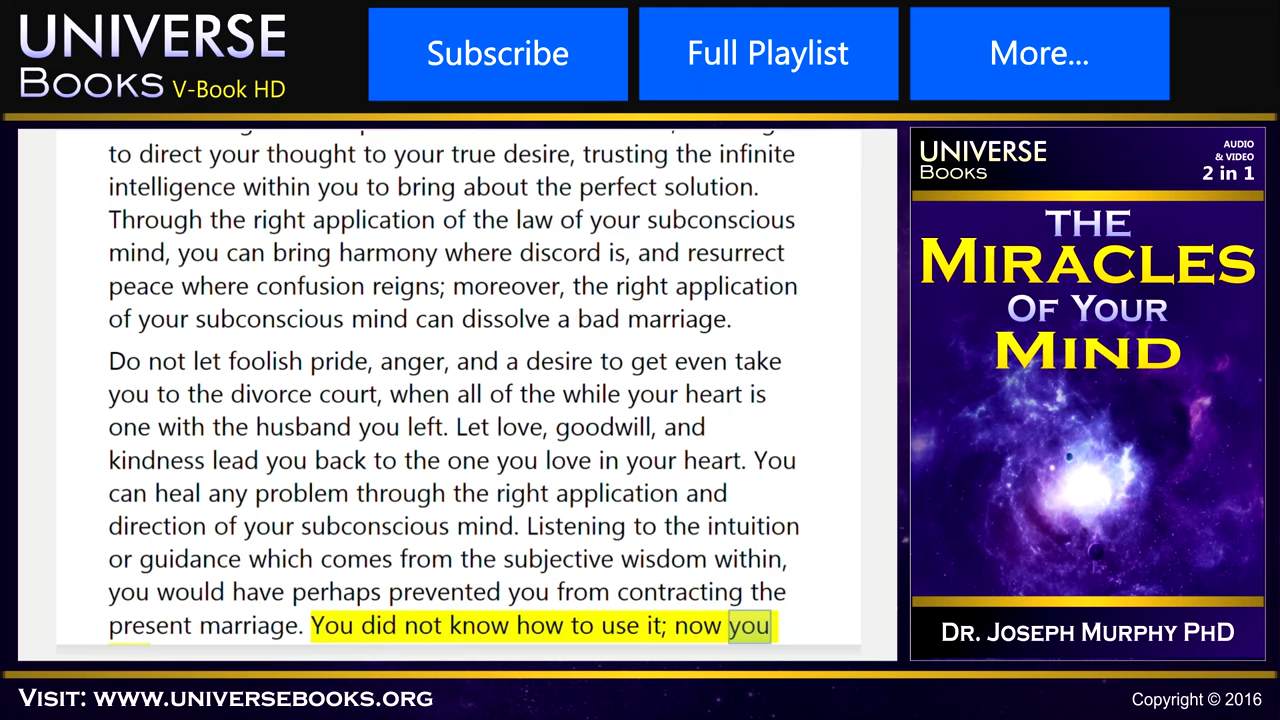 UNIVERSE
BOOKS V-Book HD
Subscribe
Full Playlist
More...
to direct your thought to your true desire, trusting the infinite
intelligence within you to bring about the perfect solution.
Through the right application of the law of your subconscious
mind, you can bring harmony where discord is, and resurrect
peace where confusion reigns; moreover, the right application
of your subconscious mind can dissolve a bad marriage.
Do not let foolish pride, anger, and a desire to get even take
you to the divorce court, when all of the while your heart is
one with the husband you left. Let love, goodwill, and
kindness lead you back to the one you love in your heart. You
can heal any problem through the right application and
direction of your subconscious mind. Listening to the intuition
or guidance which comes from the subjective wisdom within,
you would have perhaps prevented you from contracting the
present marriage. You did not know how to use it; now you
UNIVERSE
BOOKS
AUDIO
& VIDEO
2 in 1
THE
MIRACLES
OF YOUR
MIND
DR. JOSEPH MURPHY PHD
VISIT: WWW.UNIVERSEBOOKS.ORG
Copyright © 2016